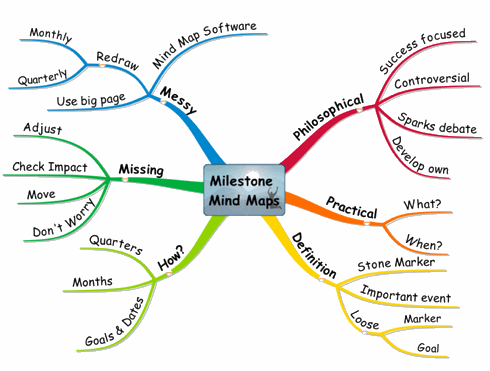 Milestone
Mind Maps
Philosophical
Success focused
Controversial
Sparks debate
Develop own
Practical
What?
When?
Definition
Stone Marker
Important event
Loose
Marker
Goal
How?
Quarters
Months
Goals & Dates
Missing
Adjust
Check Impact
Move
Don't Worry
Messy
Redraw
Monthly
Quarterly
Use big page
Mind Map Software